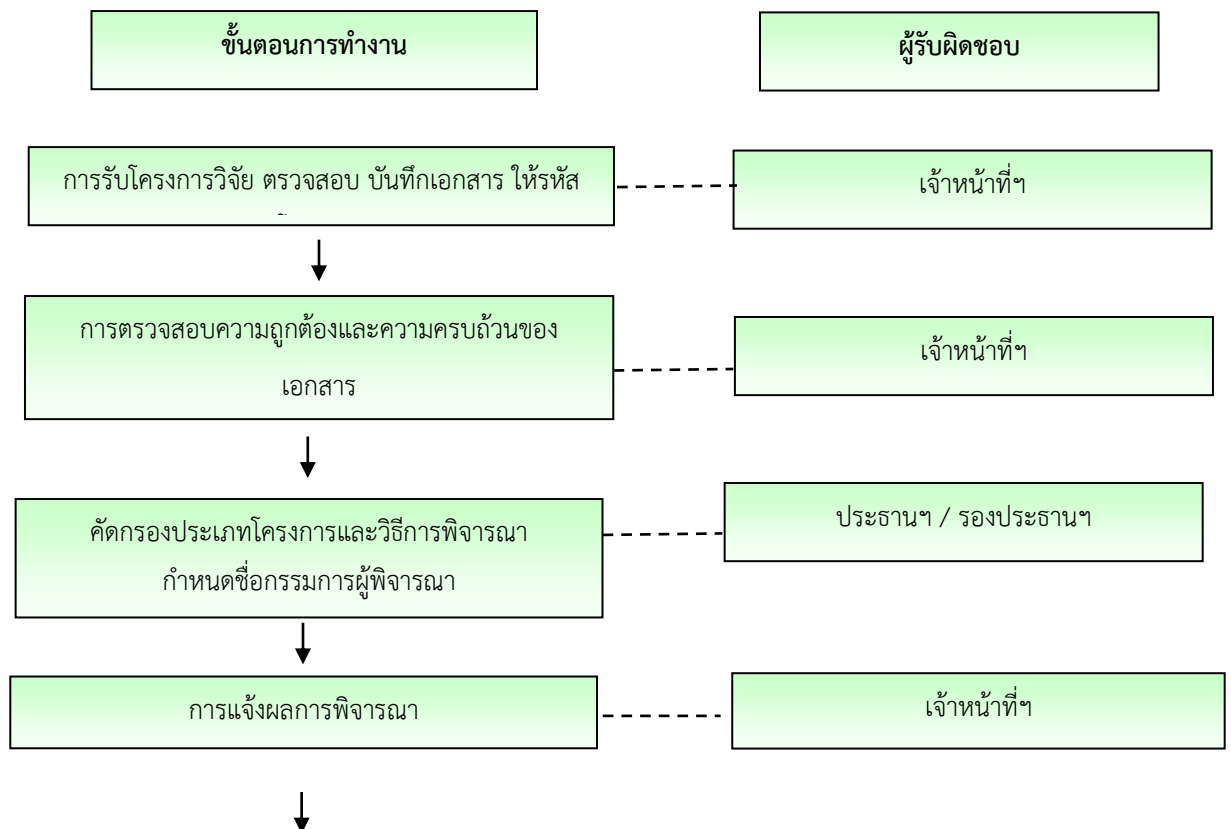 ขั้นตอนการทำงาน
ผู้รับผิดชอบ
การรับโครงการวิจัย ตรวจสอบ บันทึกเอกสาร ให้รหัส
เจ้าหน้าที่ฯ
การตรวจสอบความถูกต้องและความครบถ้วนของ
เอกสาร
เจ้าหน้าที่ฯ
คัดกรองประเภทโครงการและวิธีการพิจารณา
กำหนดชื่อกรรมการผู้พิจารณา
ประธานฯ / รองประธานฯ
การแจ้งผลการพิจารณา
เจ้าหน้าที่ฯ